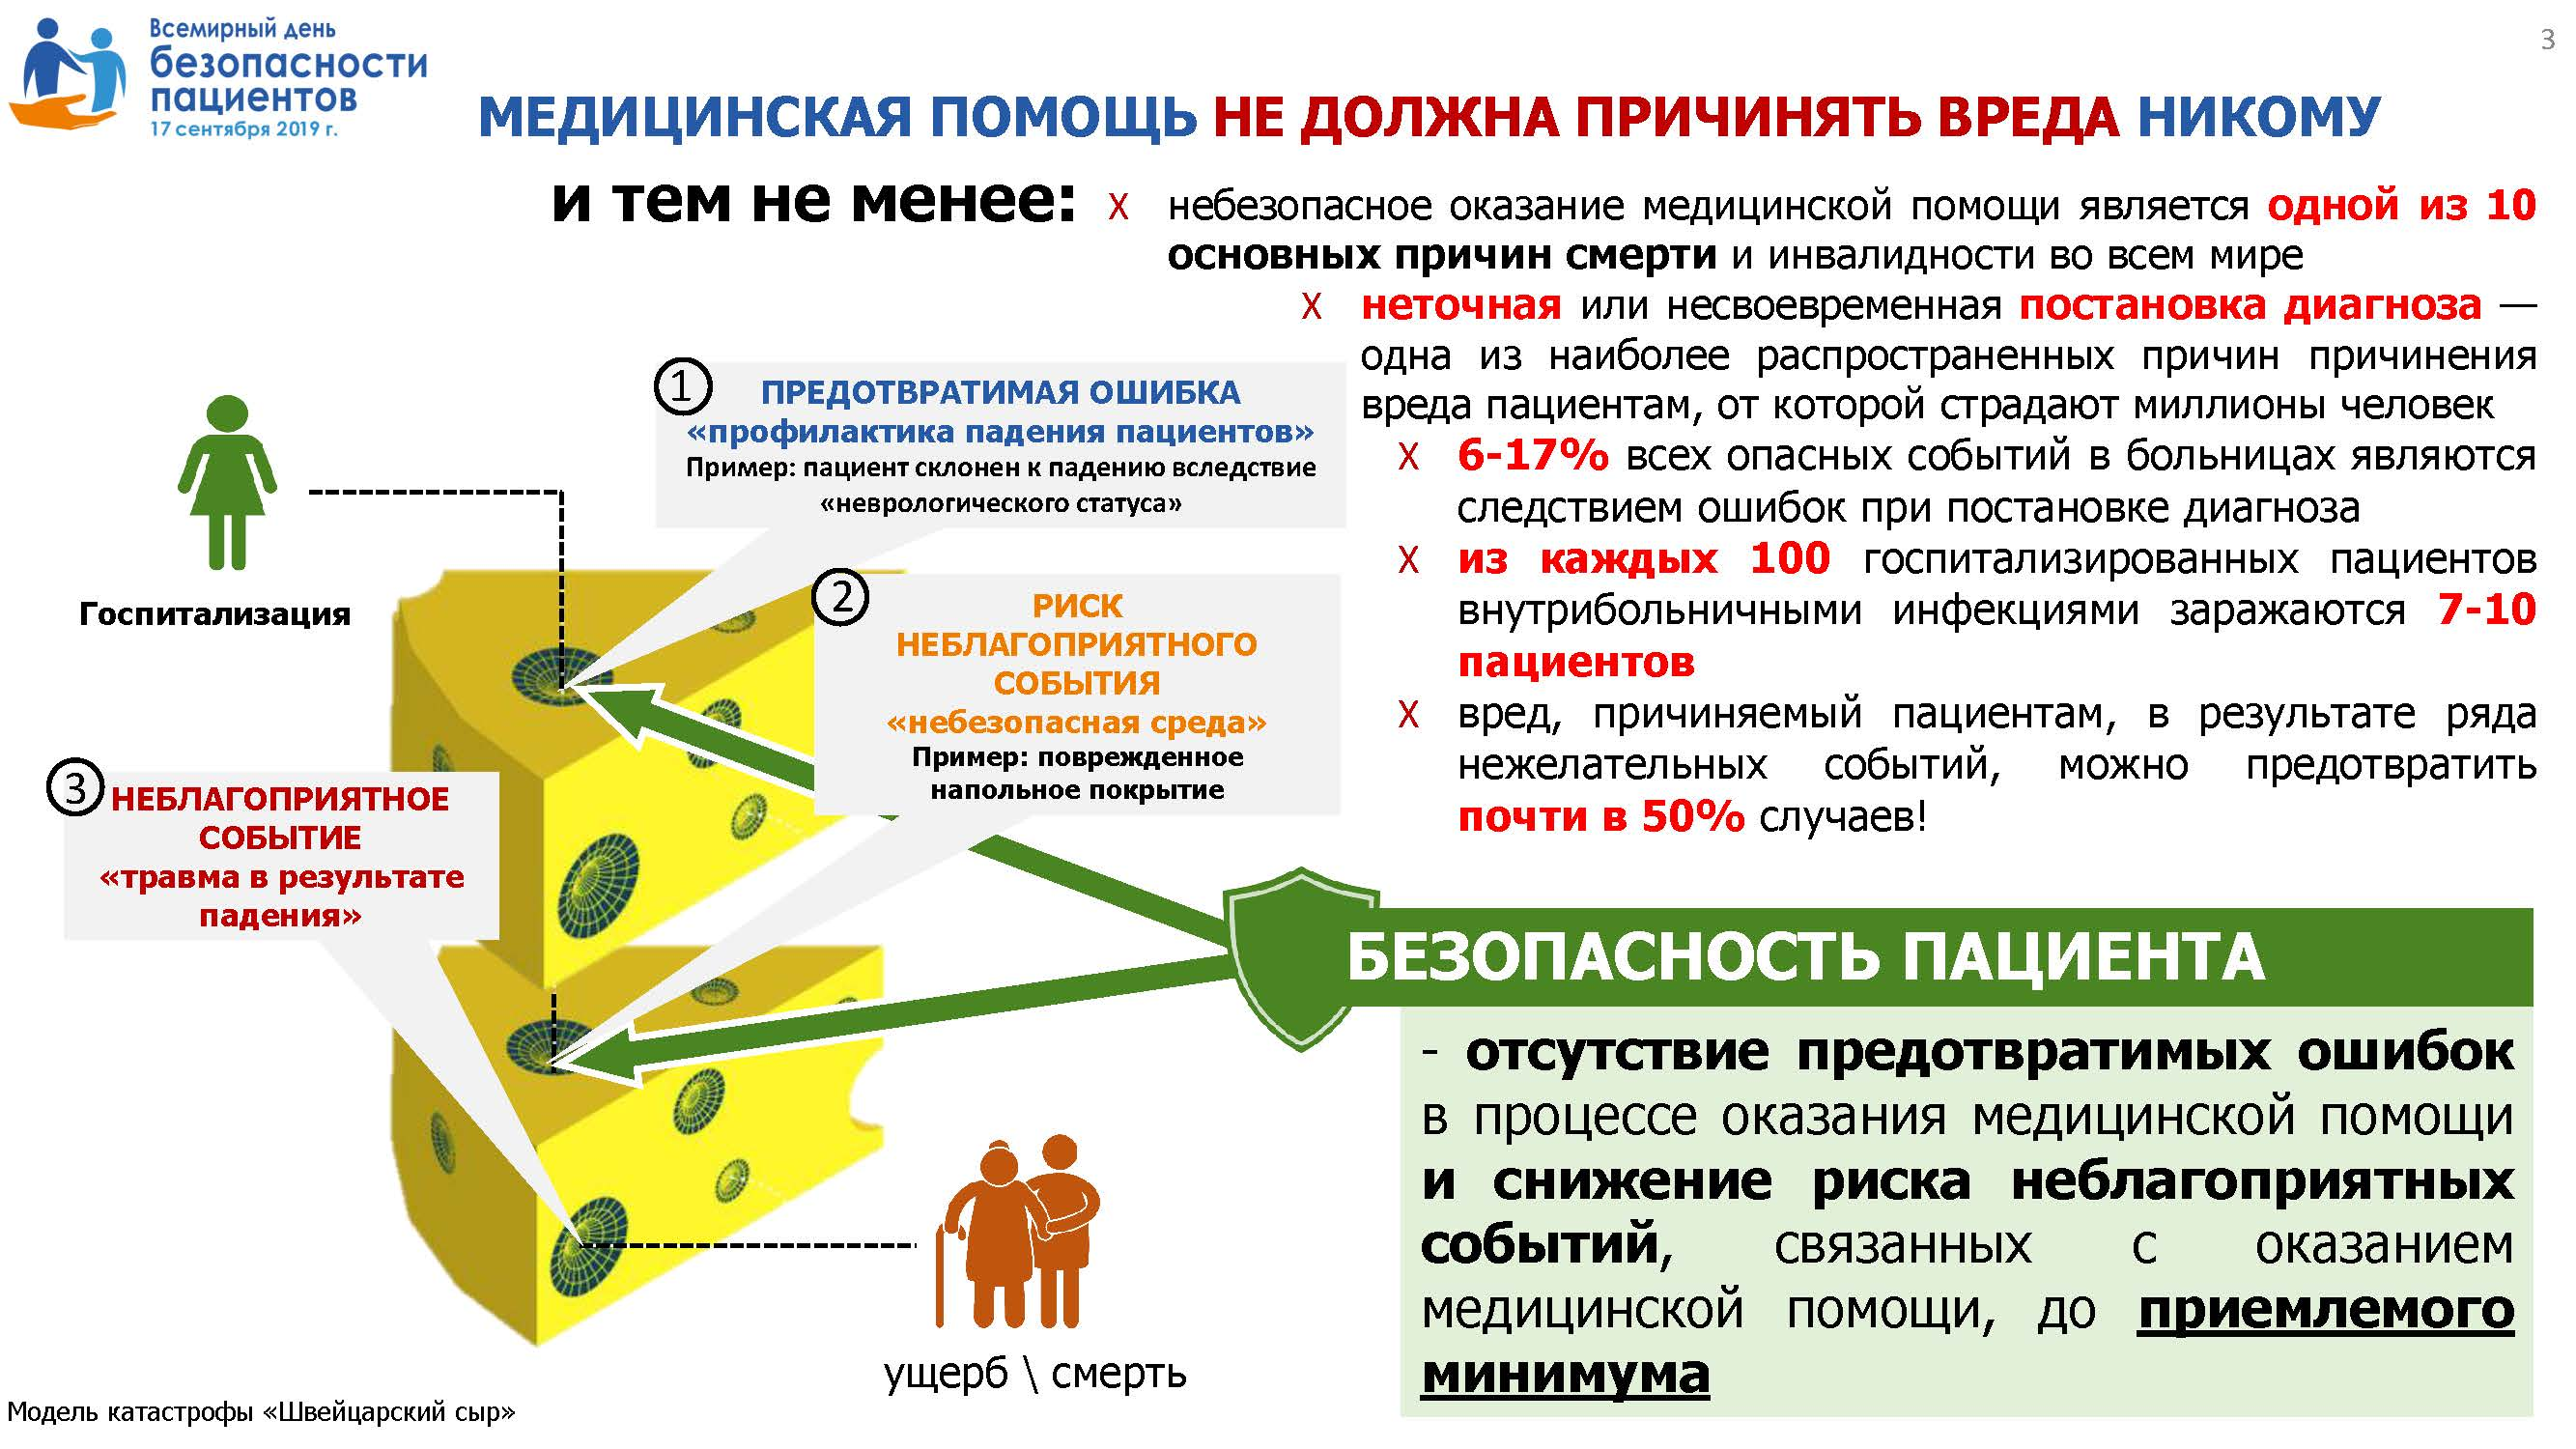 Всемирный день
безопасности
пациентов
17 сентября 2019 г.
3
МЕДИЦИНСКАЯ ПОМОЩЬ НЕ ДОЛЖНА ПРИЧИНЯТЬ ВРЕДА НИКОМУ
и тем не менее:
X небезопасное оказание медицинской помощи является одной из 10
основных причин смерти и инвалидности во всем мире
X неточная или несвоевременная постановка диагноза —
одна из наиболее распространенных причин причинения
вреда пациентам, от которой страдают миллионы человек
X 6-17% всех опасных событий в больницах являются
следствием ошибок при постановке диагноза
X из каждых 100 госпитализированных пациентов
внутрибольничными инфекциями заражаются 7-10
пациентов
X вред, причиняемый пациентам, в результате ряда
нежелательных событий, можно предотвратить
почти в 50% случаев!
Госпитализация
1
ПРЕДОТВРАТИМАЯ ОШИБКА
«профилактика падения пациентов»
Пример: пациент склонен к падению вследствие
«неврологического статуса»
2
РИСК
НЕБЛАГОПРИЯТНОГО
СОБЫТИЯ
«небезопасная среда»
Пример: поврежденное
напольное покрытие
3
НЕБЛАГОПРИЯТНОЕ
СОБЫТИЕ
«травма в результате
падения»
БЕЗОПАСНОСТЬ ПАЦИЕНТА
- отсутствие предотвратимых ошибок
в процессе оказания медицинской помощи
и снижение риска неблагоприятных
событий, связанных с оказанием
медицинской помощи, до приемлемого
минимума
ущерб \ смерть
Модель катастрофы «Швейцарский сыр»